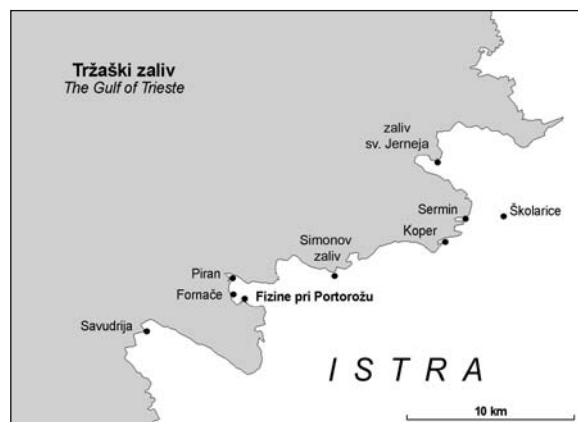 Tržaški zaliv
The Gulf of Trieste
zaliv
sv. Jerneja
Sermin
Školarice
Koper
Simonov
zaliv
Piran
Fornače
Fizine pri Portorožu
Savudrija
ISTRA
10 km